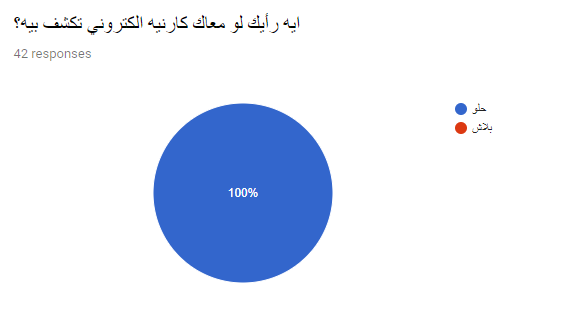 ايه رأيك لو معاك كارنيه الكتروني تكشف بيه؟
42 responses
حلو
بلاش
100%